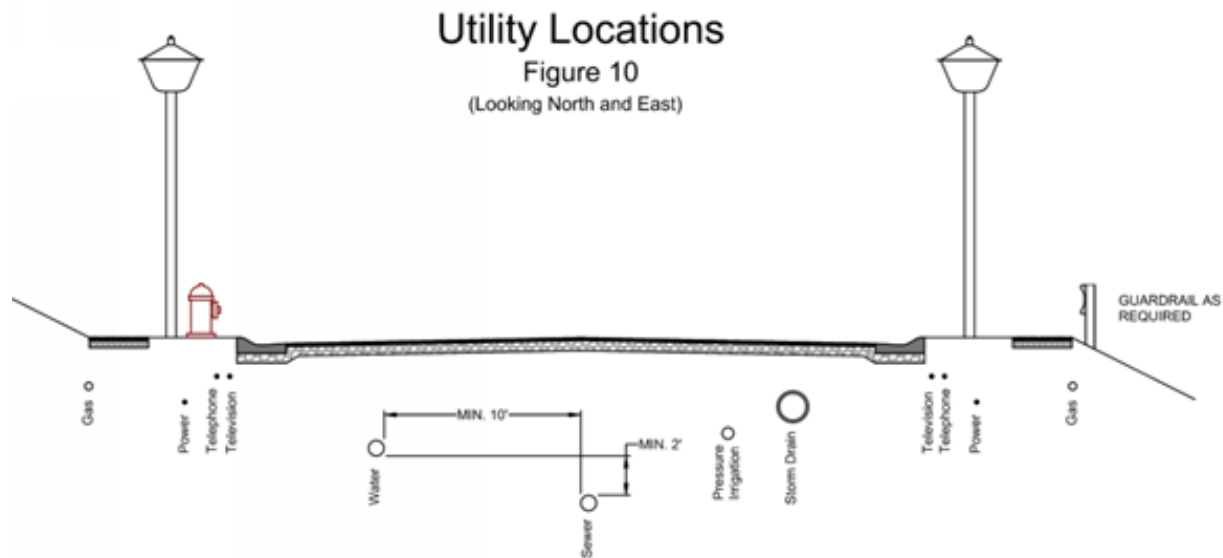 Utility Locations
Figure 10
(Looking North and East)
GUARDRAIL AS
REQUIRED
Gas
Power
Telephone
Television
MIN. 10'
Water
MIN. 2'
Sewer
Pressure
Irrigation
Storm Drain
Television
Telephone
Power
Gas